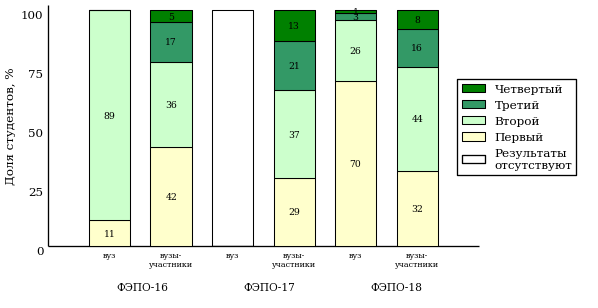 Доля студентов, %
100
75
50
25
0
89
11
5
17
36
42
13
21
37
29
1
3
26
70
8
16
44
32
вуз
вузы-
участники
вуз
вузы-
участники
вуз
вузы-
участники
ФЭПО-16
ФЭПО-17
ФЭПО-18
Четвертый
Третий
Второй
Первый
Результаты
отсутствуют